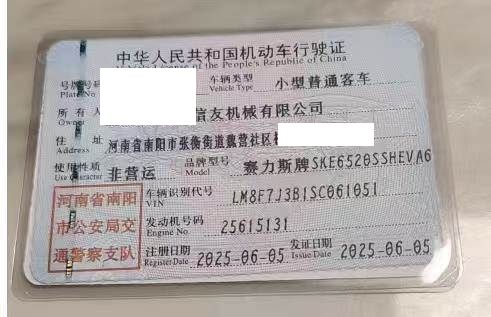 中华人民共和国机动车行驶证
of the People's Republic of China
号牌号码 车辆类型 小型普通客车
Plate No. Vehicle Type
所有人 信友机械有限公司
Owner
住址 河南省南阳市张衡街道魏营社区
Address
使用性质 非营运 品牌型号 赛力斯牌SKE6520SSHEVA6
Use Character Model
河南省南阳
市公安局交
通警察支队
车辆识别代号 LM8F7J3B1SC061051
VIN
发动机号码 25615131
Engine No.
注册日期 2025-06-05 发证日期 2025-06-05
Register Date Issue Date